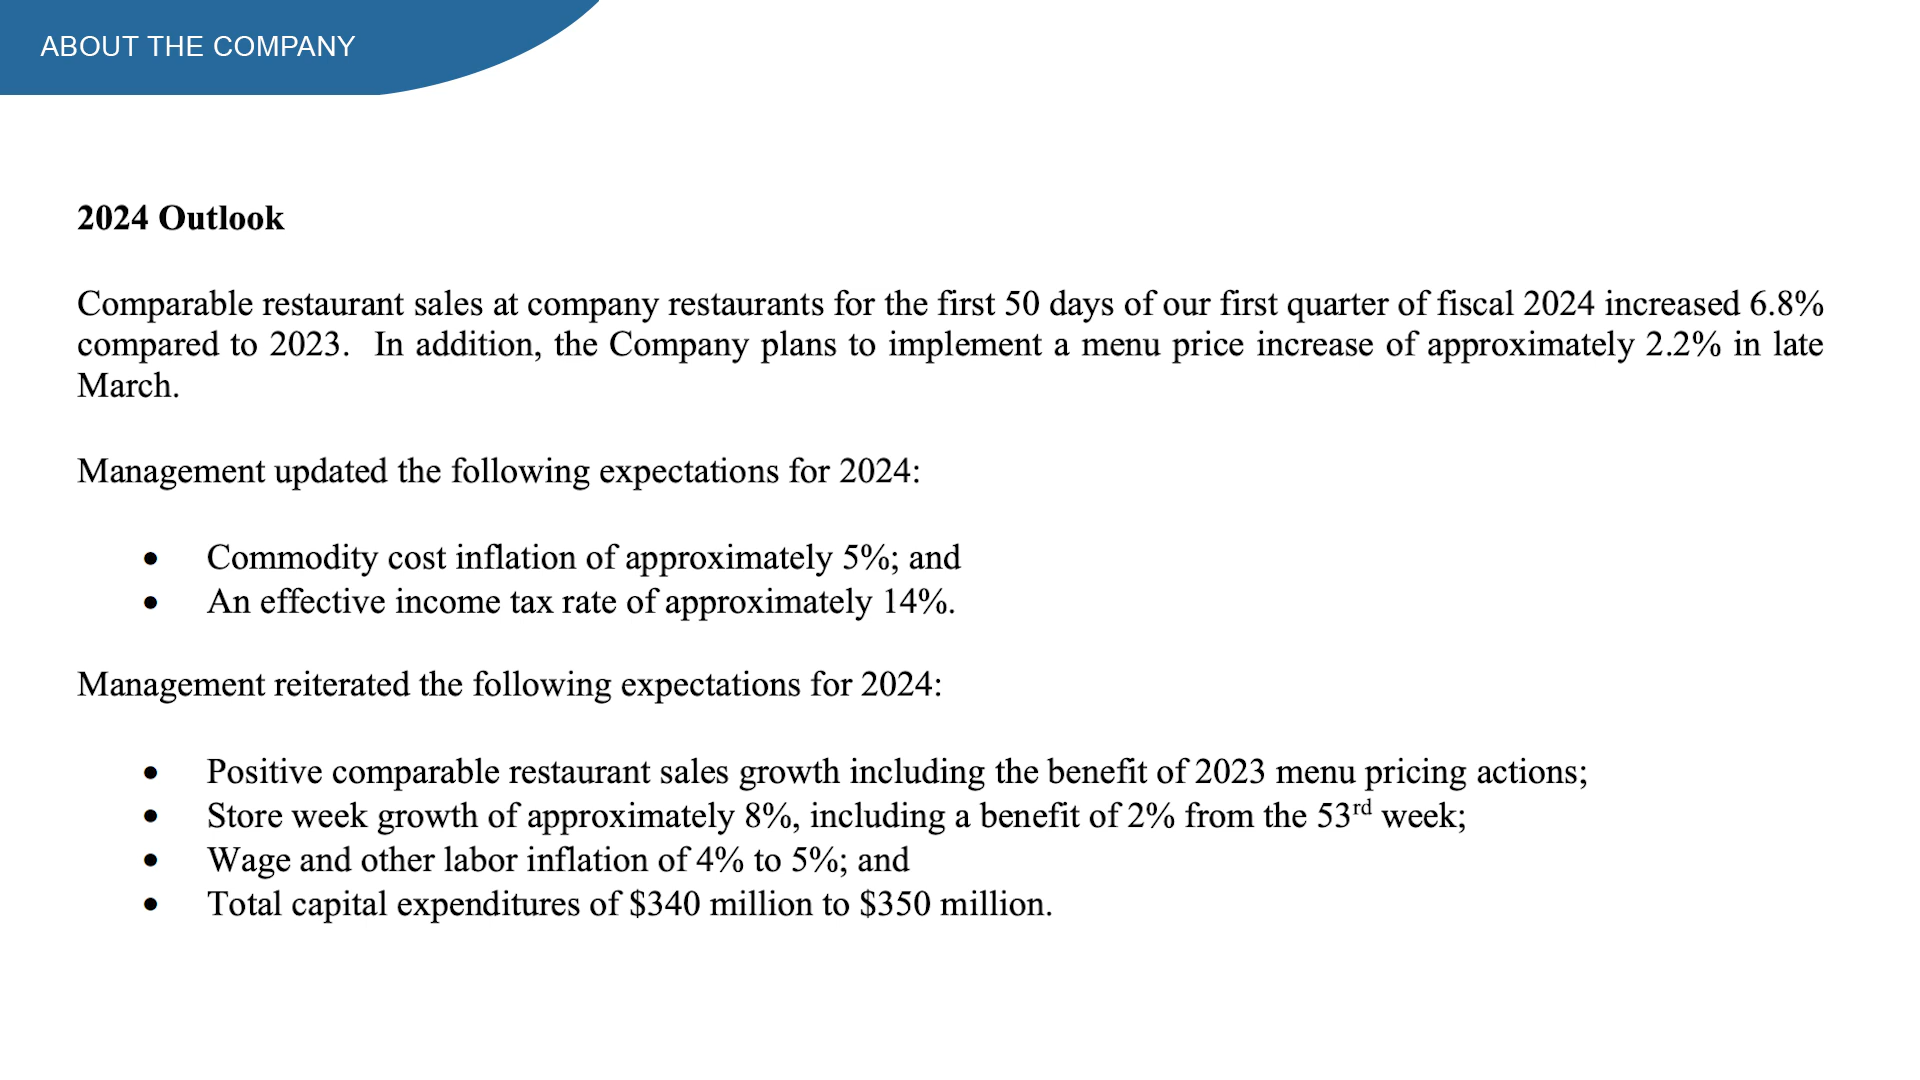 ABOUT THE COMPANY
2024 Outlook
Comparable restaurant sales at company restaurants for the first 50 days of our first quarter of fiscal 2024 increased 6.8%
compared to 2023. In addition, the Company plans to implement a menu price increase of approximately 2.2% in late
March.
Management updated the following expectations for 2024:
• Commodity cost inflation of approximately 5%; and
• An effective income tax rate of approximately 14%.
Management reiterated the following expectations for 2024:
• Positive comparable restaurant sales growth including the benefit of 2023 menu pricing actions;
• Store week growth of approximately 8%, including a benefit of 2% from the 53rd week;
• Wage and other labor inflation of 4% to 5%; and
• Total capital expenditures of $340 million to $350 million.